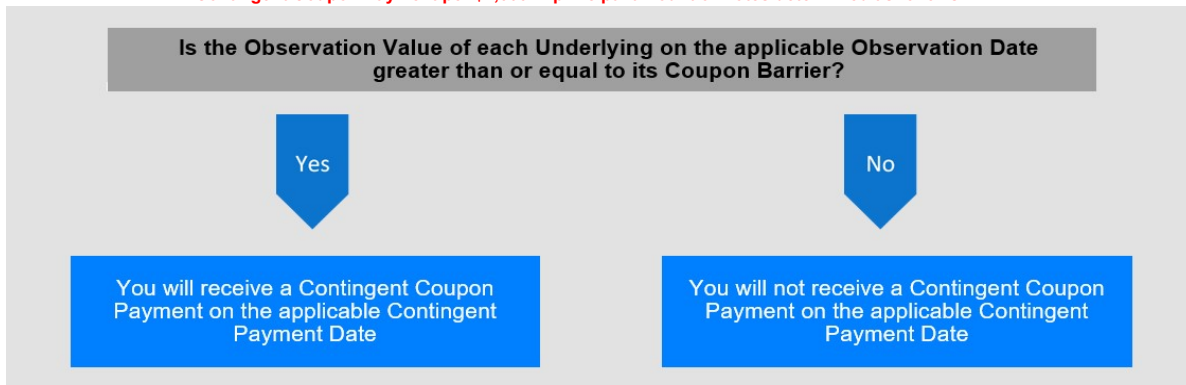 Is the Observation Value of each Underlying on the applicable Observation Date
greater than or equal to its Coupon Barrier?
Yes
No
You will receive a Contingent Coupon
Payment on the applicable Contingent
Payment Date
You will not receive a Contingent Coupon
Payment on the applicable Contingent
Payment Date